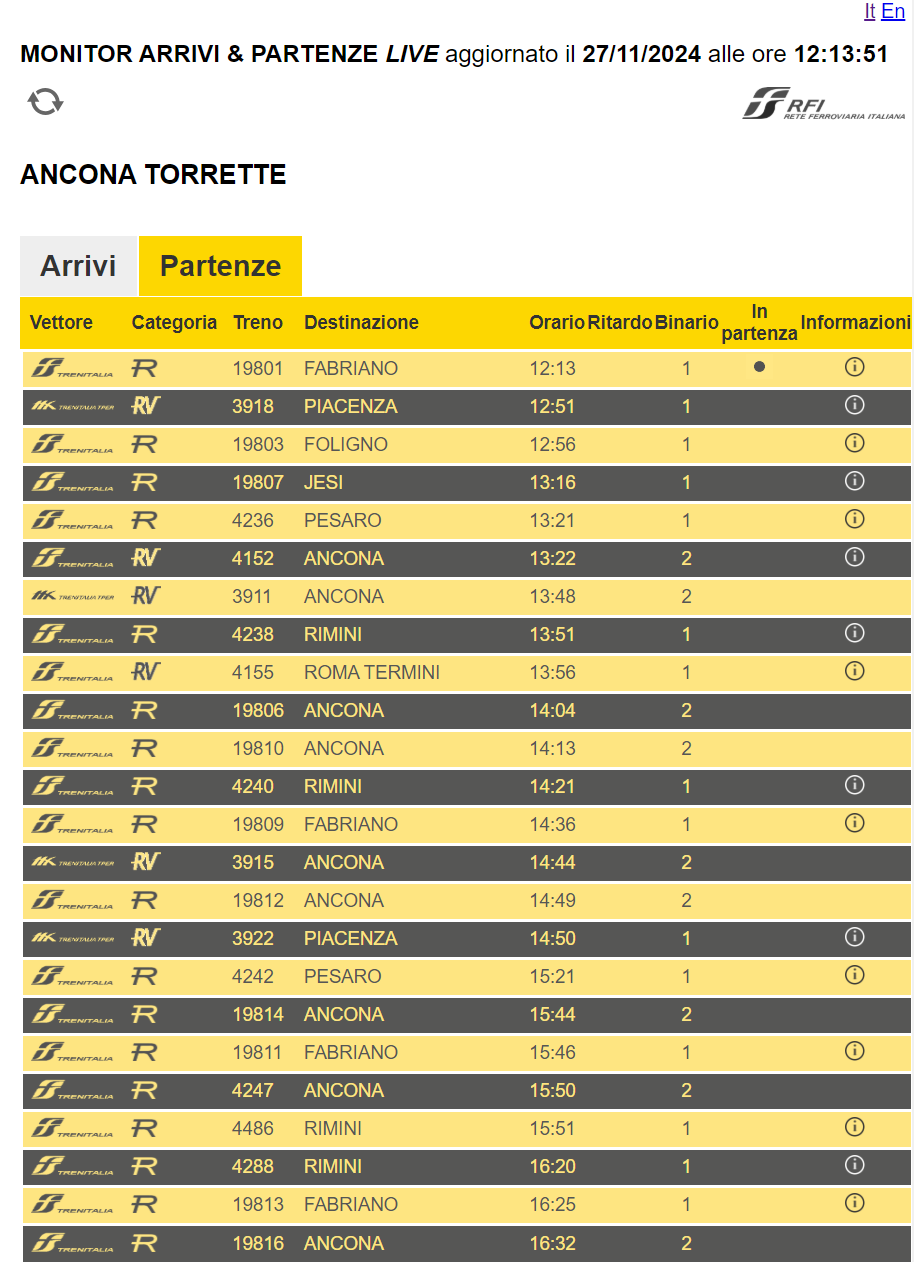 It En
MONITOR ARRIVI & PARTENZE LIVE aggiornato il 27/11/2024 alle ore 12:13:51
RFI
RETE FERROVIARIA ITALIANA
ANCONA TORRETTE
Arrivi Partenze
Vettore Categoria Treno Destinazione Orario Ritardo Binario In partenza Informazioni
TRENITALIA R 19801 FABRIANO 12:13 1
TRENITALIA TPER RV 3918 PIACENZA 12:51 1
TRENITALIA R 19803 FOLIGNO 12:56 1
TRENITALIA R 19807 JESI 13:16 1
TRENITALIA R 4236 PESARO 13:21 1
TRENITALIA RV 4152 ANCONA 13:22 2
TRENITALIA TPER RV 3911 ANCONA 13:48 2
TRENITALIA R 4238 RIMINI 13:51 1
TRENITALIA RV 4155 ROMA TERMINI 13:56 1
TRENITALIA R 19806 ANCONA 14:04 2
TRENITALIA R 19810 ANCONA 14:13 2
TRENITALIA R 4240 RIMINI 14:21 1
TRENITALIA R 19809 FABRIANO 14:36 1
TRENITALIA TPER RV 3915 ANCONA 14:44 2
TRENITALIA R 19812 ANCONA 14:49 2
TRENITALIA TPER RV 3922 PIACENZA 14:50 1
TRENITALIA R 4242 PESARO 15:21 1
TRENITALIA R 19814 ANCONA 15:44 2
TRENITALIA R 19811 FABRIANO 15:46 1
TRENITALIA R 4247 ANCONA 15:50 2
TRENITALIA R 4486 RIMINI 15:51 1
TRENITALIA R 4288 RIMINI 16:20 1
TRENITALIA R 19813 FABRIANO 16:25 1
TRENITALIA R 19816 ANCONA 16:32 2